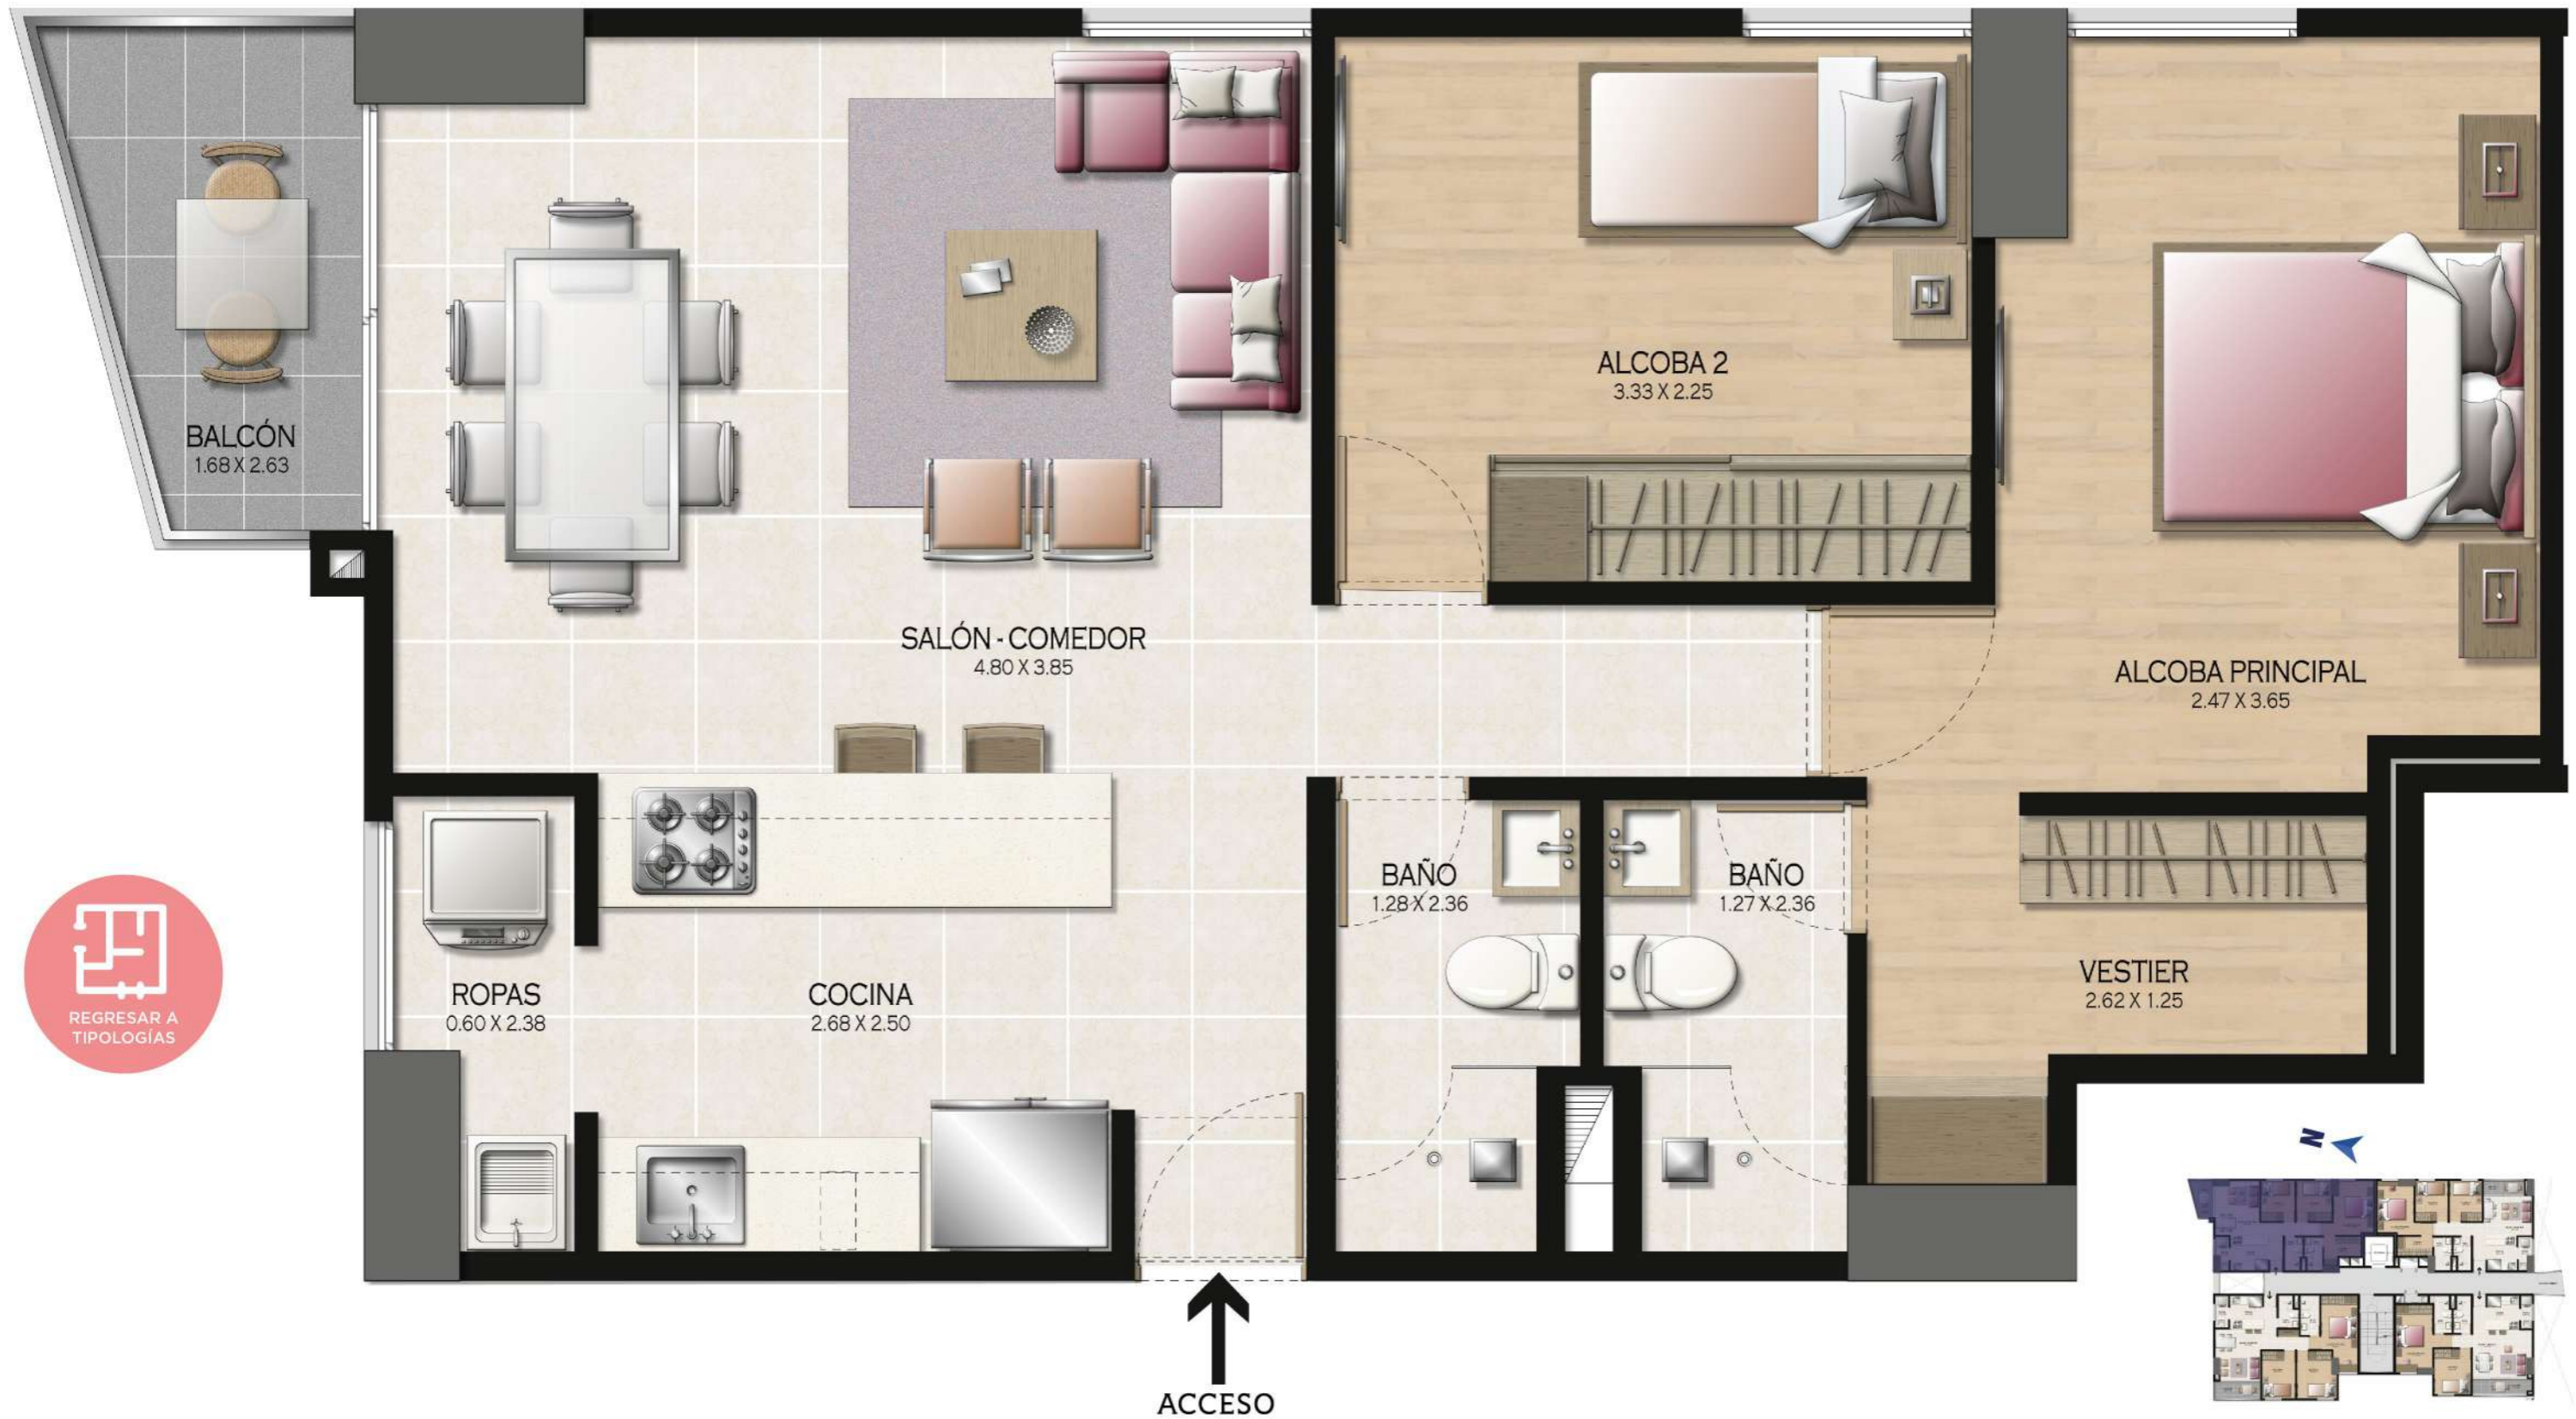 ALCOBA 2
3.33 X 2.25
BALCÓN
1.68 X 2.63
SALÓN - COMEDOR
4.80 X 3.85
ALCOBA PRINCIPAL
2.47 X 3.65
BAÑO
1.28 X 2.36
BAÑO
1.27 X 2.36
VESTIER
2.62 X 1.25
ROPAS
0.60 X 2.38
COCINA
2.68 X 2.50
REGRESAR A
TIPOLOGÍAS
N
ACCESO